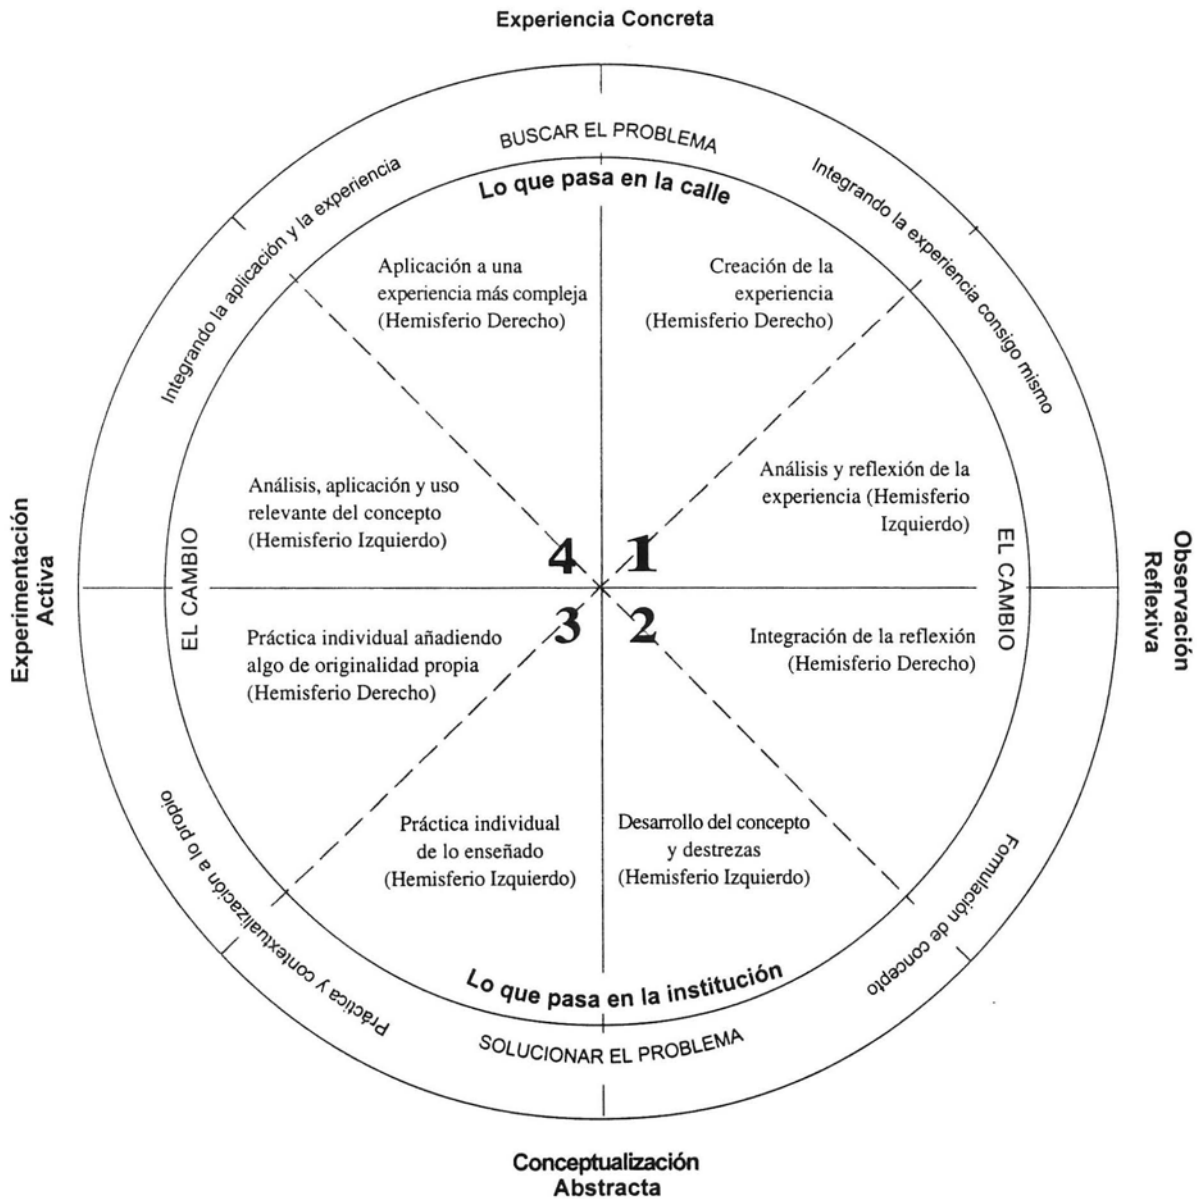 Experiencia Concreta
BUSCAR EL PROBLEMA
Lo que pasa en la calle
Integrando la aplicación y la experiencia
Integrando la experiencia consigo mismo
Aplicación a una
experiencia más compleja
(Hemisferio Derecho)
Creación de la
experiencia
(Hemisferio Derecho)
Análisis, aplicación y uso
relevante del concepto
(Hemisferio Izquierdo)
Análisis y reflexión de la
experiencia (Hemisferio
Izquierdo)
4
1
Experimentación
Activa
EL CAMBIO
EL CAMBIO
Observación
Reflexiva
3
2
Práctica individual añadiendo
algo de originalidad propia
(Hemisferio Derecho)
Integración de la reflexión
(Hemisferio Derecho)
Práctica individual
de lo enseñado
(Hemisferio Izquierdo)
Desarrollo del concepto
y destrezas
(Hemisferio Izquierdo)
Práctica y contextualización a lo propio
Formulación de concepto
Lo que pasa en la institución
SOLUCIONAR EL PROBLEMA
Conceptualización
Abstracta